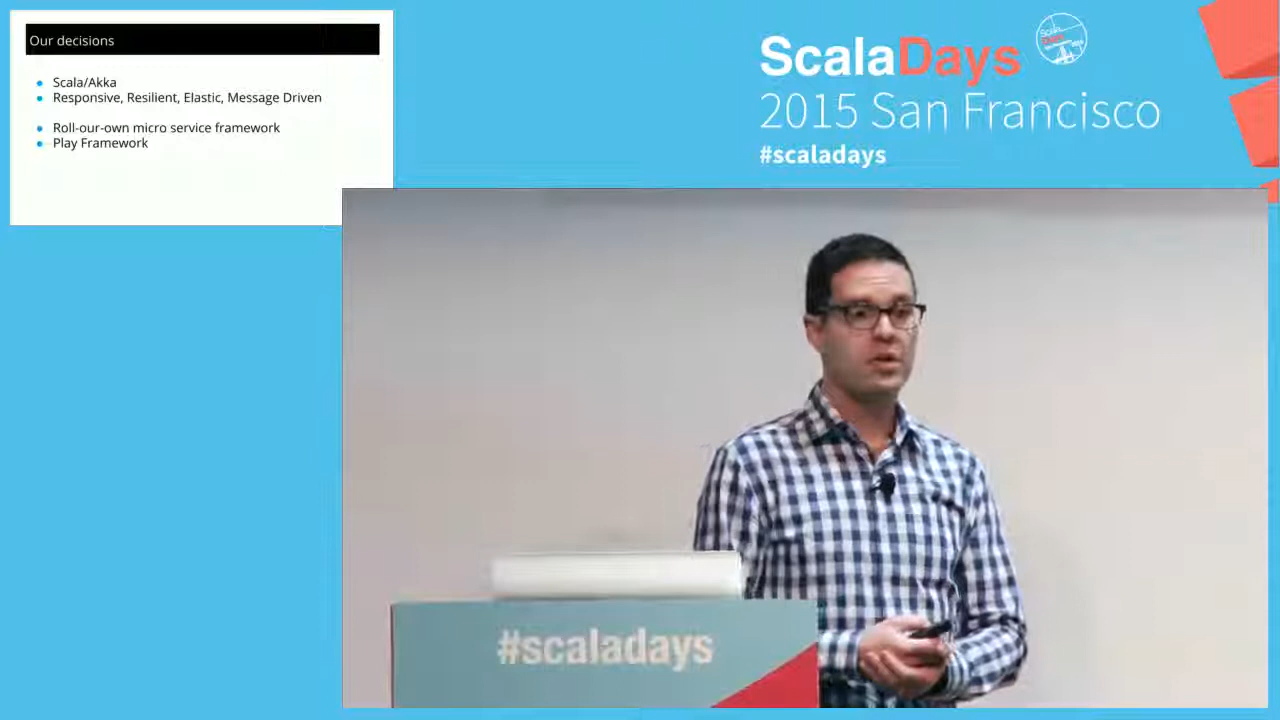 Our decisions
Scala/Akka
Responsive, Resilient, Elastic, Message Driven
Roll-our-own micro service framework
Play Framework
ScalaDays
2015 San Francisco
#scaladays
#scaladays